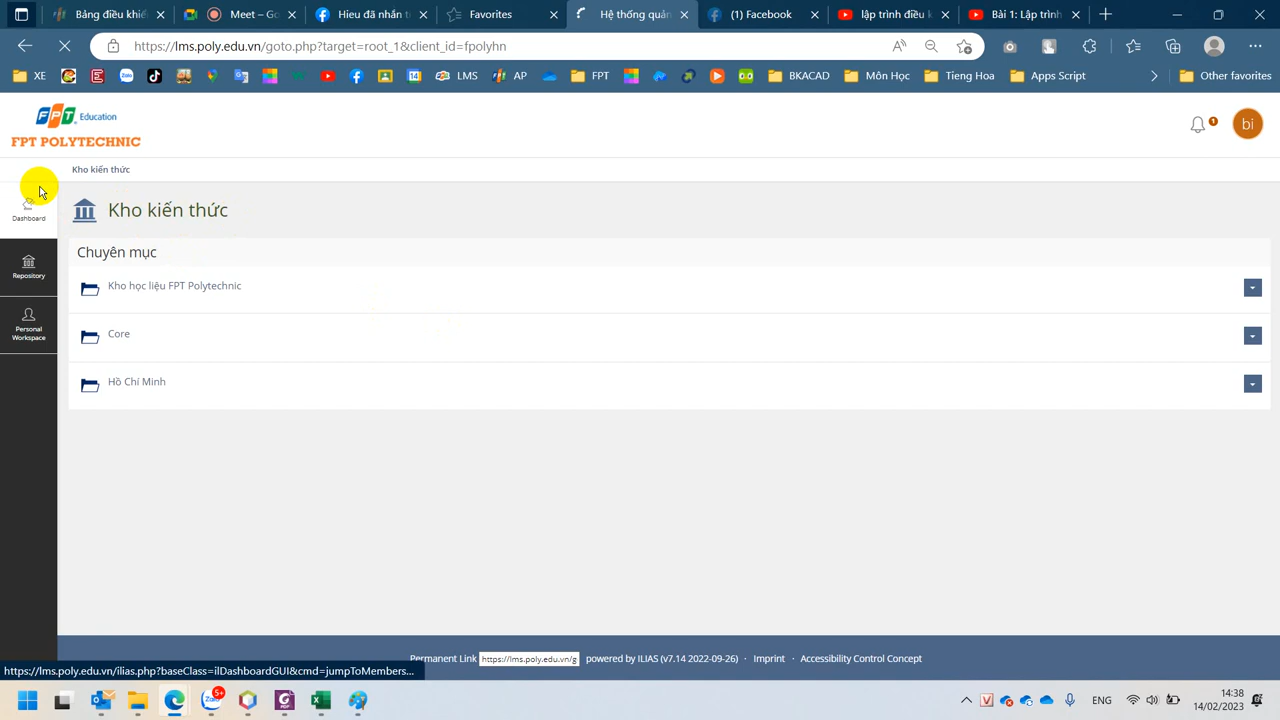 Bảng điều khiể
Meet – Go
Hieu đã nhắn t
Favorites
Hệ thống quản
(1) Facebook
lập trình điều k
Bài 1: Lập trình
https://lms.poly.edu.vn/goto.php?target=root_1&client_id=fpolyhn
XE
LMS
AP
FPT
BKACAD
Môn Học
Tieng Hoa
Apps Script
Other favorites
FPT Education
FPT POLYTECHNIC
1
bi
Kho kiến thức
Dashboard
Kho kiến thức
Chuyên mục
Repository
Kho học liệu FPT Polytechnic
Personal
Workspace
Core
Hồ Chí Minh
Permanent Link https://lms.poly.edu.vn/g powered by ILIAS (v7.14 2022-09-26) · Imprint · Accessibility Control Concept
https://lms.poly.edu.vn/ilias.php?baseClass=ilDashboardGUI&cmd=jumpToMembers...
5+
ENG
14:38
14/02/2023